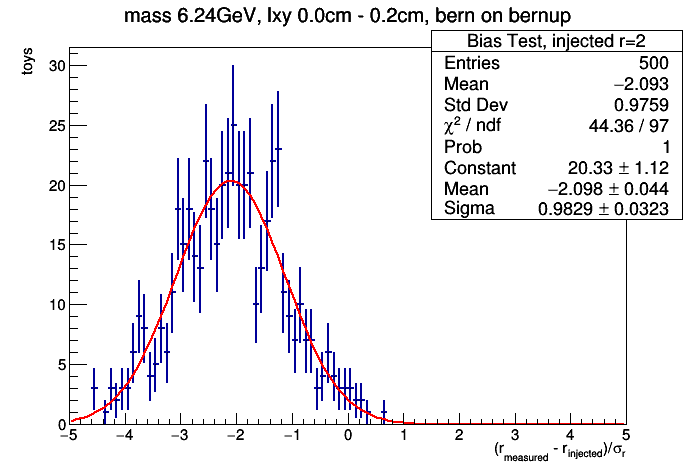 mass 6.24GeV, lxy 0.0cm - 0.2cm, bern on bernup
toys
Bias Test, injected r=2
Entries 500
Mean −2.093
Std Dev 0.9759
χ² / ndf 44.36 / 97
Prob 1
Constant 20.33 ± 1.12
Mean −2.098 ± 0.044
Sigma 0.9829 ± 0.0323
30
25
20
15
10
5
0
−5 −4 −3 −2 −1 0 1 2 3 4 5
(r_measured - r_injected)/σ_r